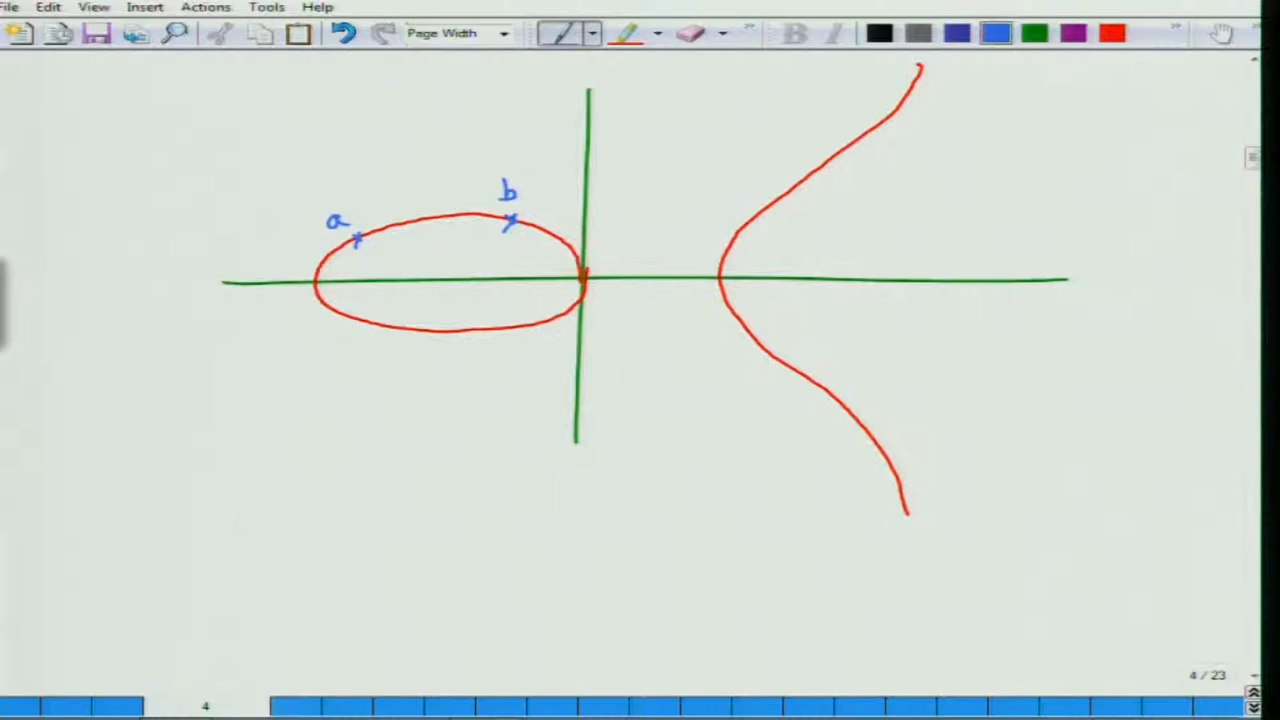 File Edit View Insert Actions Tools Help
Page Width
B I
b
a
4 / 23
4